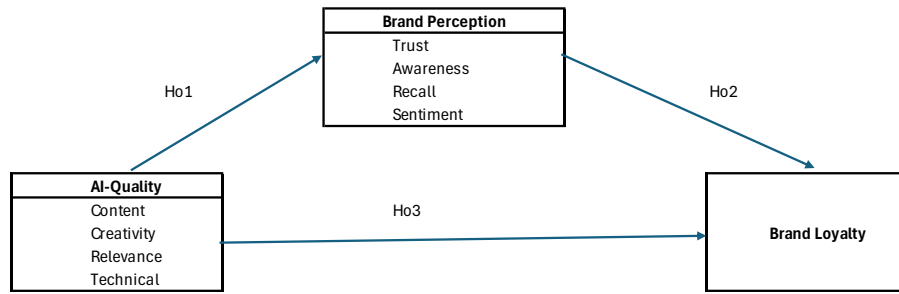 Brand Perception
Trust
Awareness
Recall
Sentiment
Ho1
Ho2
AI-Quality
Content
Creativity
Relevance
Technical
Ho3
Brand Loyalty